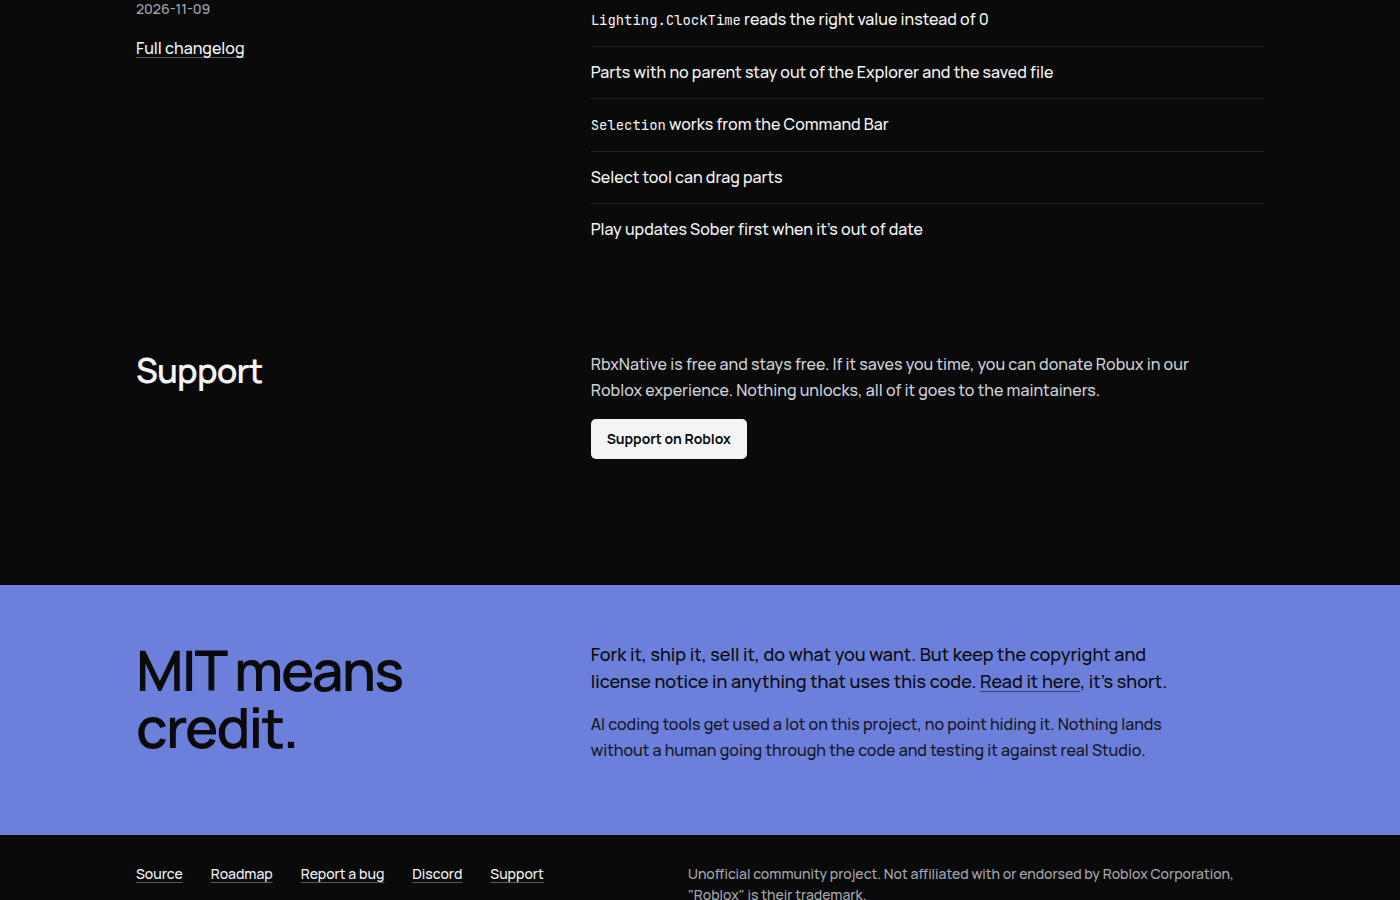 2026-11-09
Full changelog
Lighting.ClockTime reads the right value instead of 0
Parts with no parent stay out of the Explorer and the saved file
Selection works from the Command Bar
Select tool can drag parts
Play updates Sober first when it’s out of date
Support
RbxNative is free and stays free. If it saves you time, you can donate Robux in our
Roblox experience. Nothing unlocks, all of it goes to the maintainers.
Support on Roblox
MIT means
credit.
Fork it, ship it, sell it, do what you want. But keep the copyright and
license notice in anything that uses this code. Read it here, it’s short.
AI coding tools get used a lot on this project, no point hiding it. Nothing lands
without a human going through the code and testing it against real Studio.
Source Roadmap Report a bug Discord Support
Unofficial community project. Not affiliated with or endorsed by Roblox Corporation,
"Roblox" is their trademark.